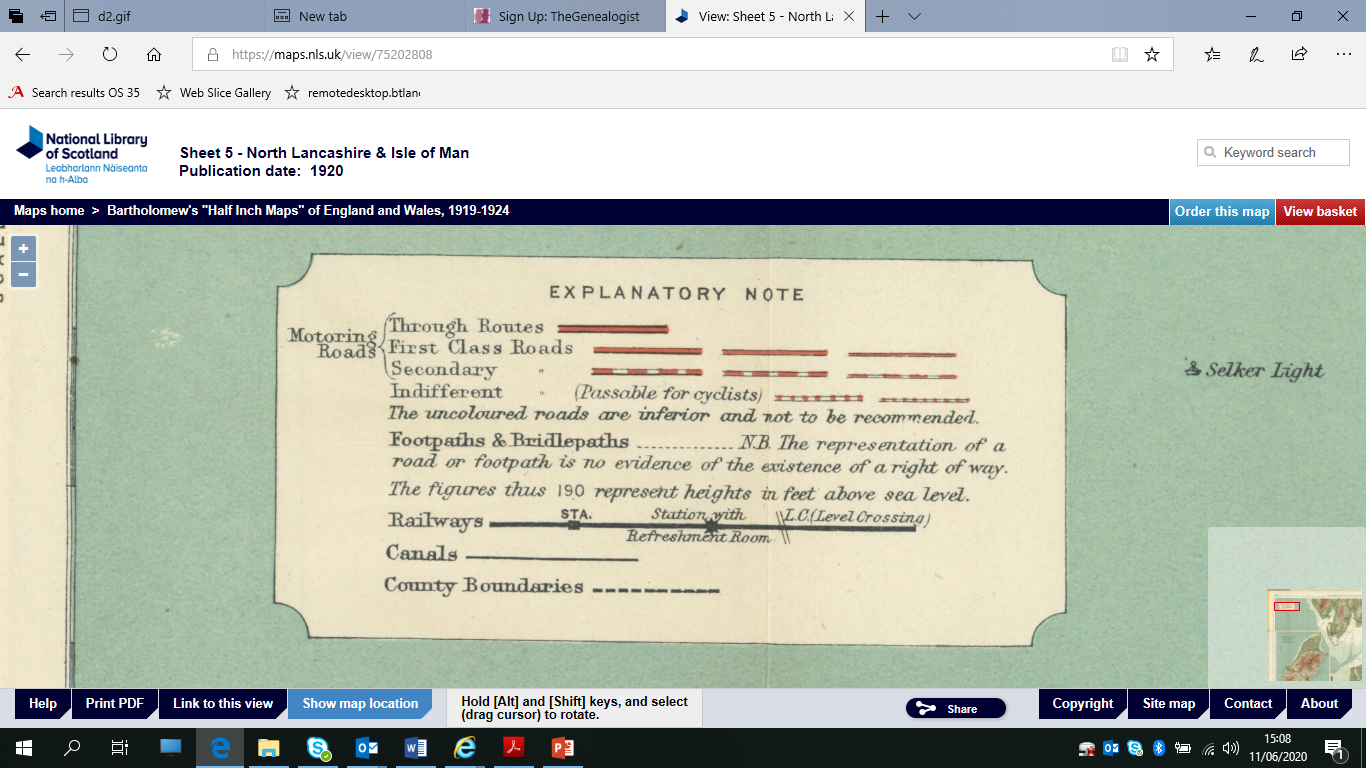 d2.gif
New tab
Sign Up: TheGenealogist
View: Sheet 5 - North L
https://maps.nls.uk/view/75202808
Search results OS 35
Web Slice Gallery
remotedesktop.btlan
National Library
of Scotland
Leabharlann Nàiseanta
na h-Alba
Sheet 5 - North Lancashire & Isle of Man
Publication date: 1920
Keyword search
Maps home > Bartholomew's "Half Inch Maps" of England and Wales, 1919-1924
Order this map
View basket
+
−
EXPLANATORY NOTE
Motoring Roads
Through Routes
First Class Roads
Secondary "
Indifferent " (Passable for cyclists)
The uncoloured roads are inferior and not to be recommended.
Footpaths & Bridlepaths N.B. The representation of a
road or footpath is no evidence of the existence of a right of way.
The figures thus 190 represent heights in feet above sea level.
Railways STA. Station with Refreshment Room L.C.(Level Crossing)
Canals
County Boundaries
Selker Light
Help
Print PDF
Link to this view
Show map location
Hold [Alt] and [Shift] keys, and select
(drag cursor) to rotate.
Share
Copyright
Site map
Contact
About
15:08
11/06/2020
1